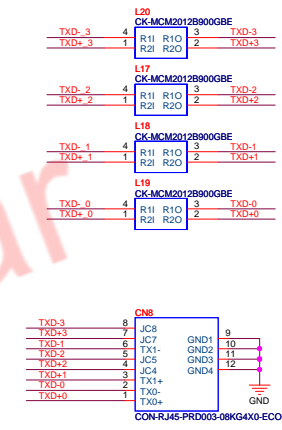 L20
CK-MCM2012B900GBE
TXD-_3 4 R1I R1O 3 TXD-3
TXD+_3 1 R2I R2O 2 TXD+3
L17
CK-MCM2012B900GBE
TXD-_2 4 R1I R1O 3 TXD-2
TXD+_2 1 R2I R2O 2 TXD+2
L18
CK-MCM2012B900GBE
TXD-_1 4 R1I R1O 3 TXD-1
TXD+_1 1 R2I R2O 2 TXD+1
L19
CK-MCM2012B900GBE
TXD-_0 4 R1I R1O 3 TXD-0
TXD+_0 1 R2I R2O 2 TXD+0
CN8
TXD-3 8 JC8
TXD+3 7 JC7 GND1 9
TXD-1 6 TX1- GND2 10
TXD-2 5 JC5 GND3 11
TXD+2 4 JC4 GND4 12
TXD+1 3 TX1+
TXD-0 2 TX0-
TXD+0 1 TX0+
GND
CON-RJ45-PRD003-08KG4X0-ECO